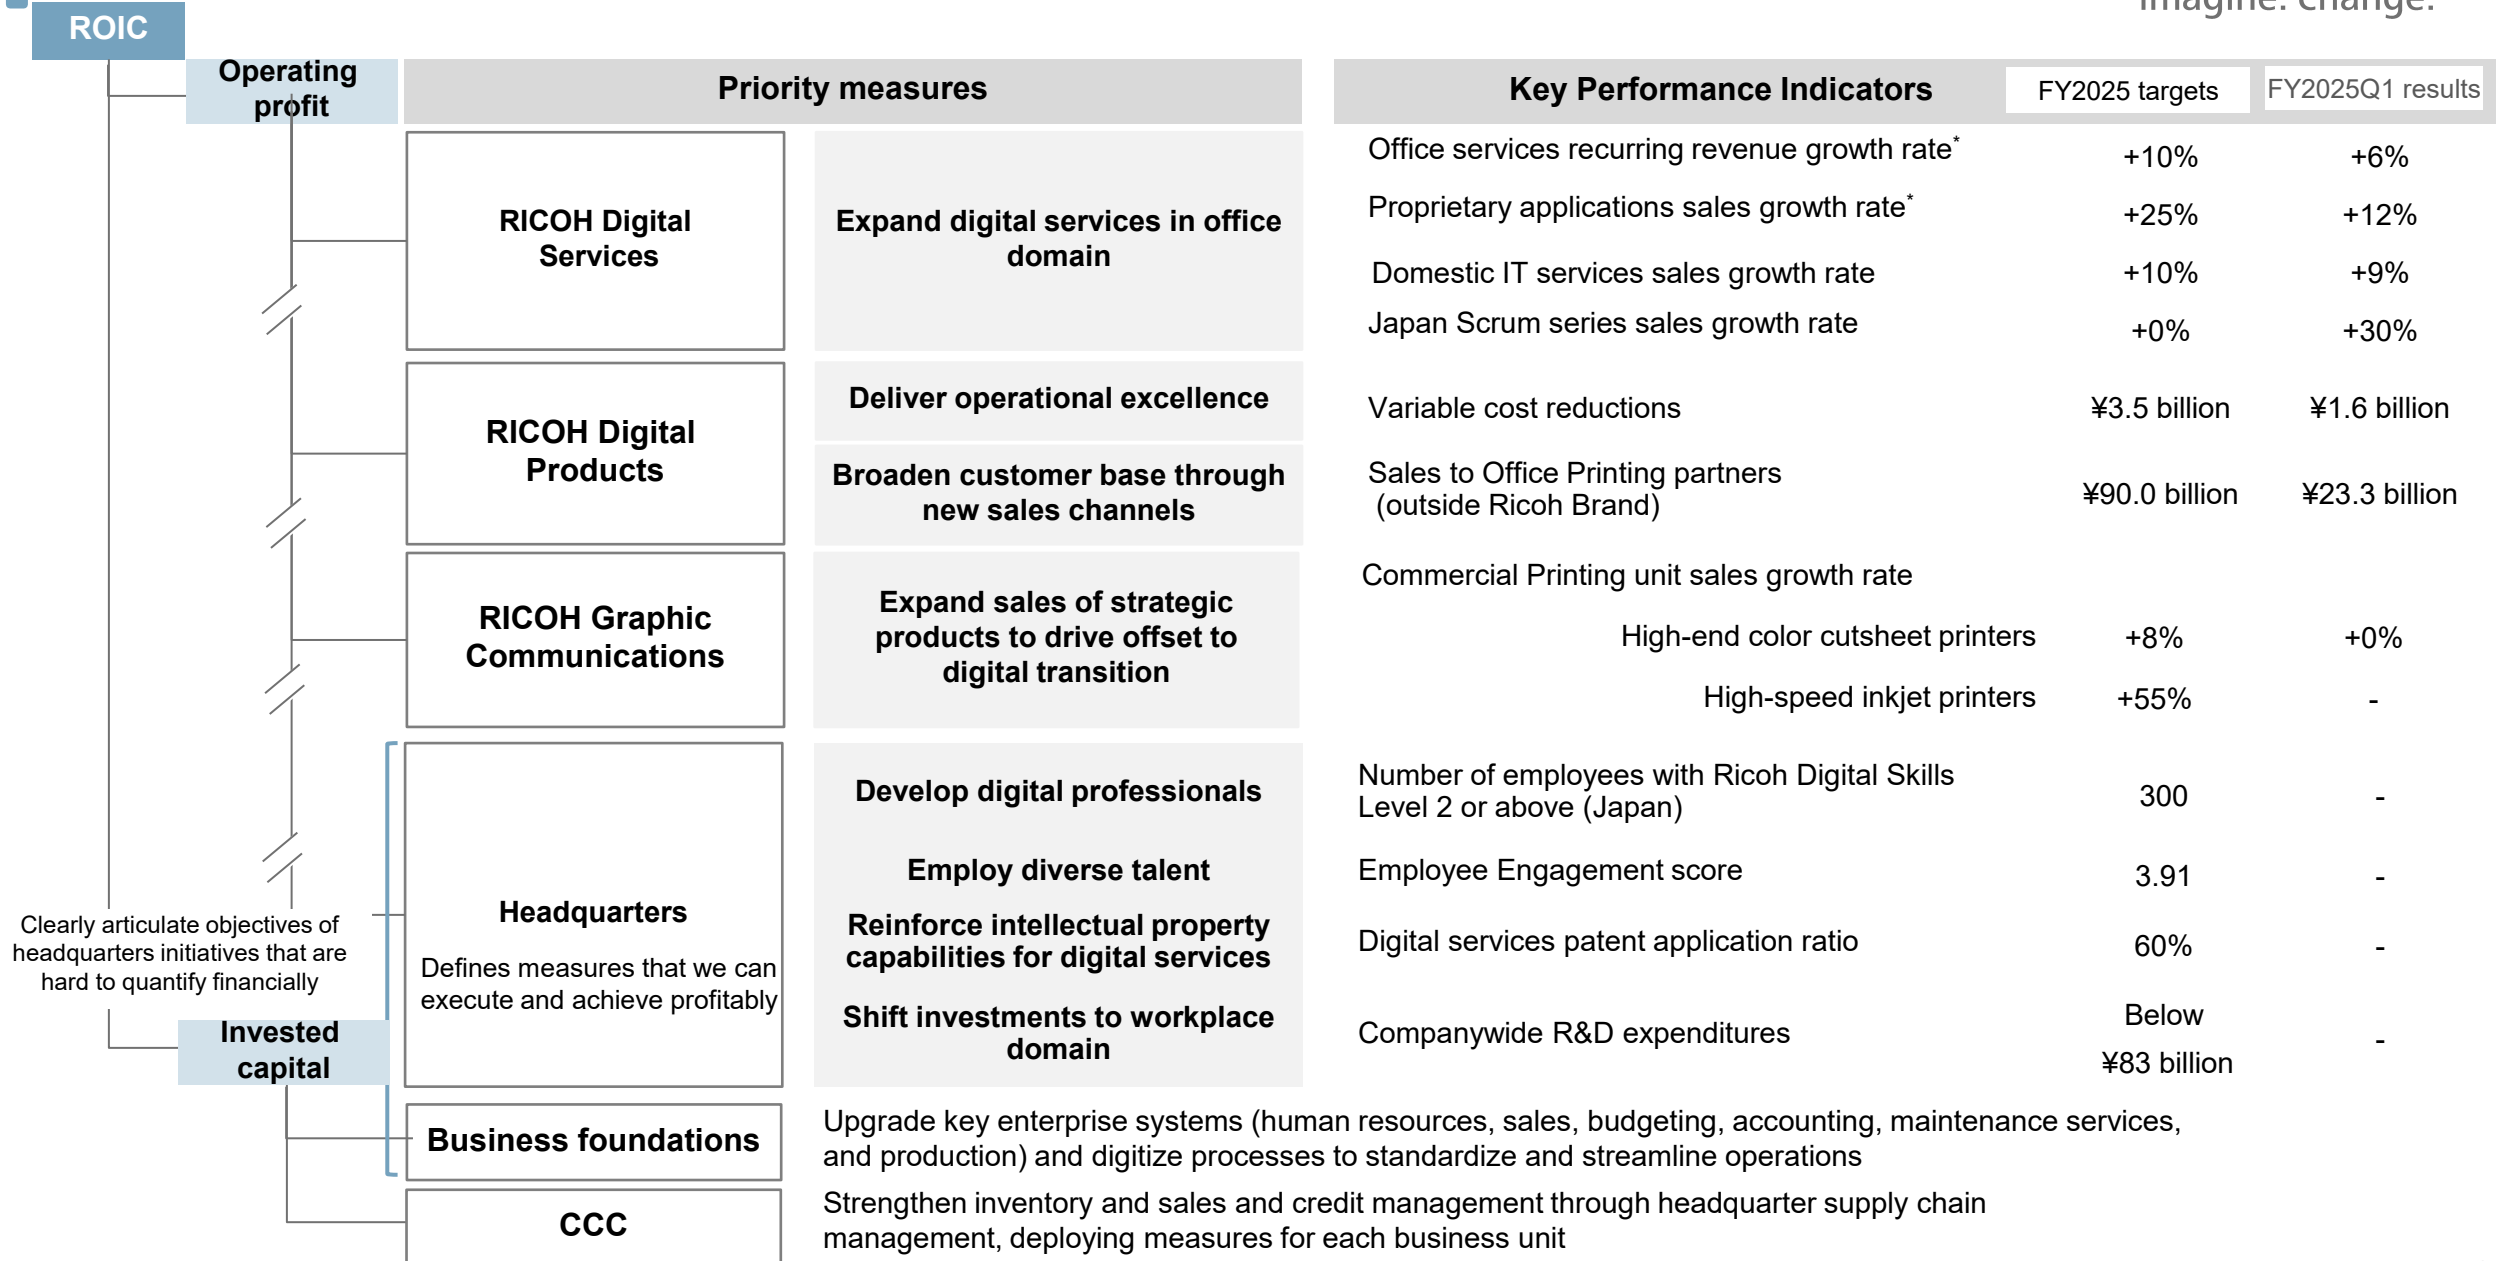 imagine. change.
ROIC
Operating
profit
Priority measures
Key Performance Indicators
FY2025 targets
FY2025Q1 results
RICOH Digital
Services
Expand digital services in office
domain
Office services recurring revenue growth rate*
+10%
+6%
Proprietary applications sales growth rate*
+25%
+12%
Domestic IT services sales growth rate
+10%
+9%
Japan Scrum series sales growth rate
+0%
+30%
RICOH Digital
Products
Deliver operational excellence
Variable cost reductions
¥3.5 billion
¥1.6 billion
Broaden customer base through
new sales channels
Sales to Office Printing partners
(outside Ricoh Brand)
¥90.0 billion
¥23.3 billion
RICOH Graphic
Communications
Expand sales of strategic
products to drive offset to
digital transition
Commercial Printing unit sales growth rate
High-end color cutsheet printers
+8%
+0%
High-speed inkjet printers
+55%
-
Headquarters
Defines measures that we can
execute and achieve profitably
Develop digital professionals
Number of employees with Ricoh Digital Skills
Level 2 or above (Japan)
300
-
Employ diverse talent
Employee Engagement score
3.91
-
Reinforce intellectual property
capabilities for digital services
Digital services patent application ratio
60%
-
Shift investments to workplace
domain
Companywide R&D expenditures
Below
¥83 billion
-
Clearly articulate objectives of
headquarters initiatives that are
hard to quantify financially
Invested
capital
Business foundations
Upgrade key enterprise systems (human resources, sales, budgeting, accounting, maintenance services,
and production) and digitize processes to standardize and streamline operations
CCC
Strengthen inventory and sales and credit management through headquarter supply chain
management, deploying measures for each business unit